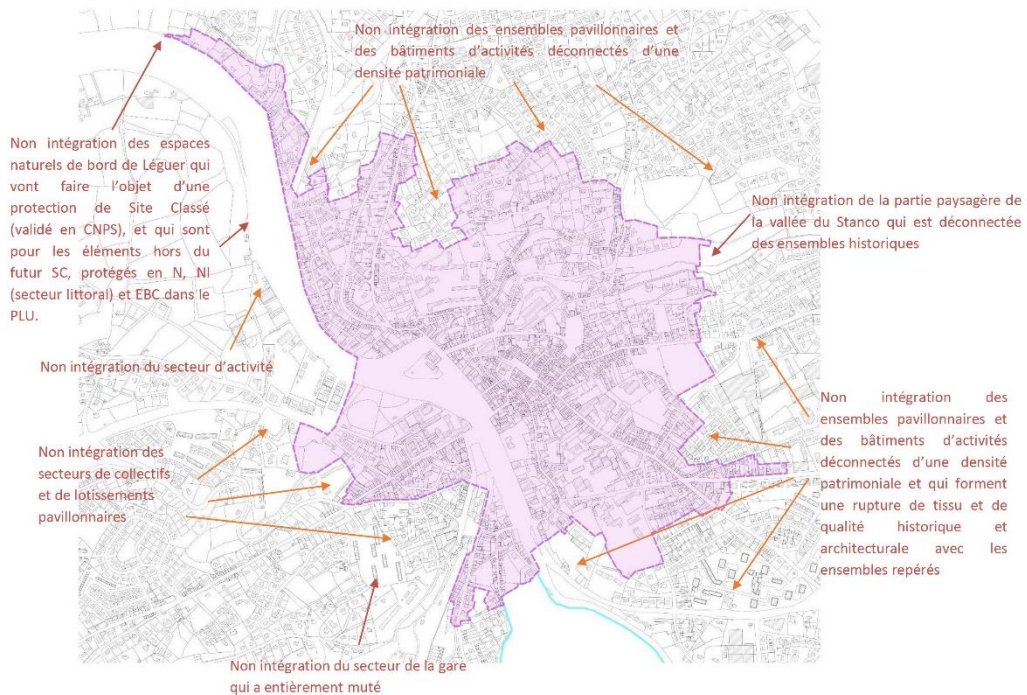 Non intégration des ensembles pavillonnaires et
des bâtiments d'activités déconnectés d'une
densité patrimoniale
Non intégration des espaces
naturels de bord de Léguer qui
vont faire l'objet d'une
protection de Site Classé
(validé en CNPS), et qui sont
pour les éléments hors du
futur SC, protégés en N, Nl
(secteur littoral) et EBC dans le
PLU.
Non intégration de la partie paysagère de
la vallée du Stanco qui est déconnectée
des ensembles historiques
Non intégration du secteur d'activité
Non intégration des
secteurs de collectifs
et de lotissements
pavillonnaires
Non intégration des
ensembles pavillonnaires et
des bâtiments d'activités
déconnectés d'une densité
patrimoniale et qui forment
une rupture de tissu et de
qualité historique et
architecturale avec les
ensembles repérés
Non intégration du secteur de la gare
qui a entièrement muté